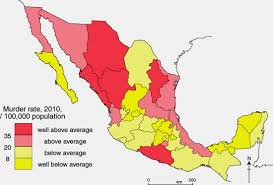 Murder rate, 2010,
/ 100,000 population
well above average
35
above average
20
below average
8
well below average
N
0
km
500